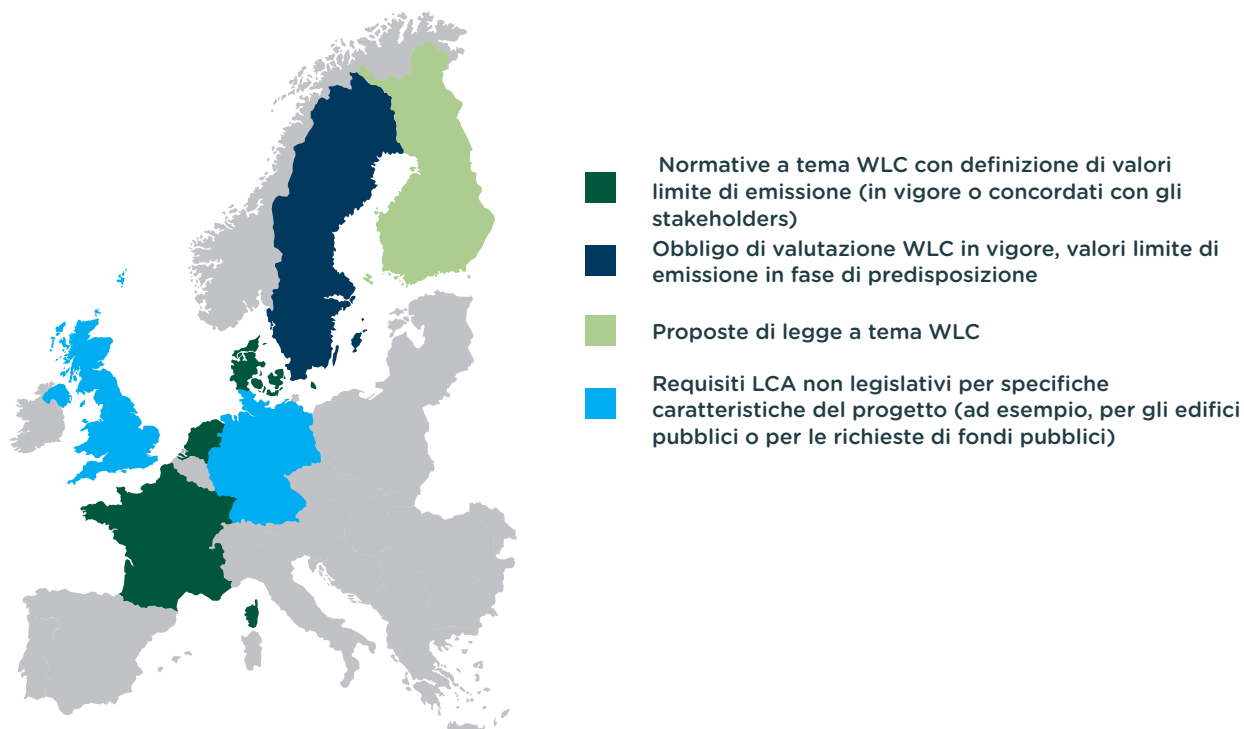 Normative a tema WLC con definizione di valori
limite di emissione (in vigore o concordati con gli
stakeholders)
Obbligo di valutazione WLC in vigore, valori limite di
emissione in fase di predisposizione
Proposte di legge a tema WLC
Requisiti LCA non legislativi per specifiche
caratteristiche del progetto (ad esempio, per gli edifici
pubblici o per le richieste di fondi pubblici)